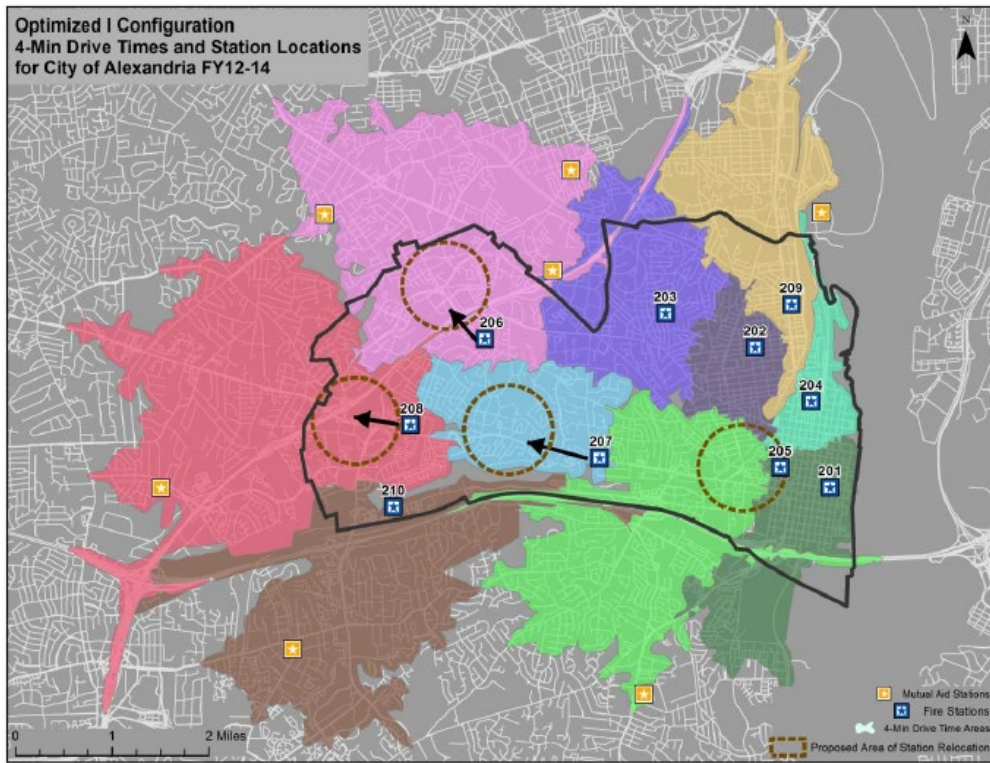 Optimized I Configuration
4-Min Drive Times and Station Locations
for City of Alexandria FY12-14
N
209
203
206
202
204
208
207
205
201
210
Mutual Aid Stations
Fire Stations
4-Min Drive Time Areas
Proposed Area of Station Relocation
0 1 2 Miles